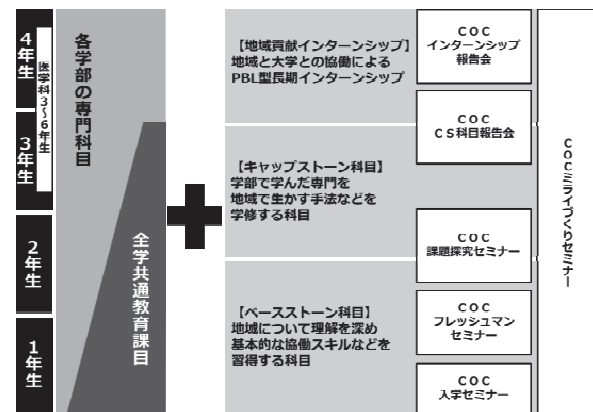 4年生
3年生
2年生
1年生
医学科3～6年生
各学部の専門科目
全学共通教育課目
【地域貢献インターンシップ】
地域と大学との協働による
PBL型長期インターンシップ
【キャップストーン科目】
学部で学んだ専門を
地域で生かす手法などを
学修する科目
【ベースストーン科目】
地域について理解を深め
基本的な協働スキルなどを
習得する科目
COC
インターンシップ
報告会
COC
CS科目報告会
COC
課題探究セミナー
COC
フレッシュマン
セミナー
COC
入学セミナー
COCミライづくりセミナー